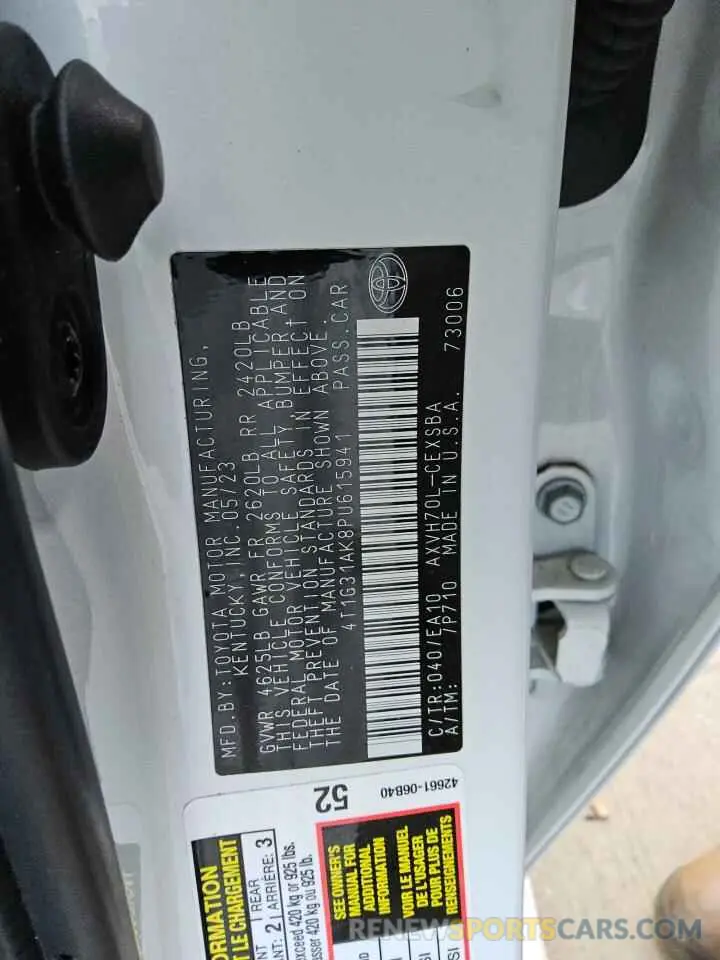 MFD.BY:TOYOTA MOTOR MANUFACTURING,
KENTUCKY, INC. 05/23
GVWR 4625LB GAWR FR 2620LB RR 2420LB
THIS VEHICLE CONFORMS TO ALL APPLICABLE
FEDERAL MOTOR VEHICLE SAFETY, BUMPER AND
THEFT PREVENTION STANDARDS IN EFFECT ON
THE DATE OF MANUFACTURE SHOWN ABOVE.
4T1G31AK8PU615941 PASS.CAR
C/TR:040/EA10 AXVH70L-CEXSBA
A/TM: 7P710 MADE IN U.S.A. 73006
52
42661-06B40
LE CHARGEMENT
2 REAR
ARRIÈRE: 3
exceed 420 kg or 925 lbs.
420 kg ou 925 lb.
SEE OWNER'S
MANUAL FOR
ADDITIONAL
INFORMATION
VOIR LE MANUEL
DE L'USAGER
POUR PLUS DE
RENSEIGNEMENTS
RENEWSPORTSCARS.COM